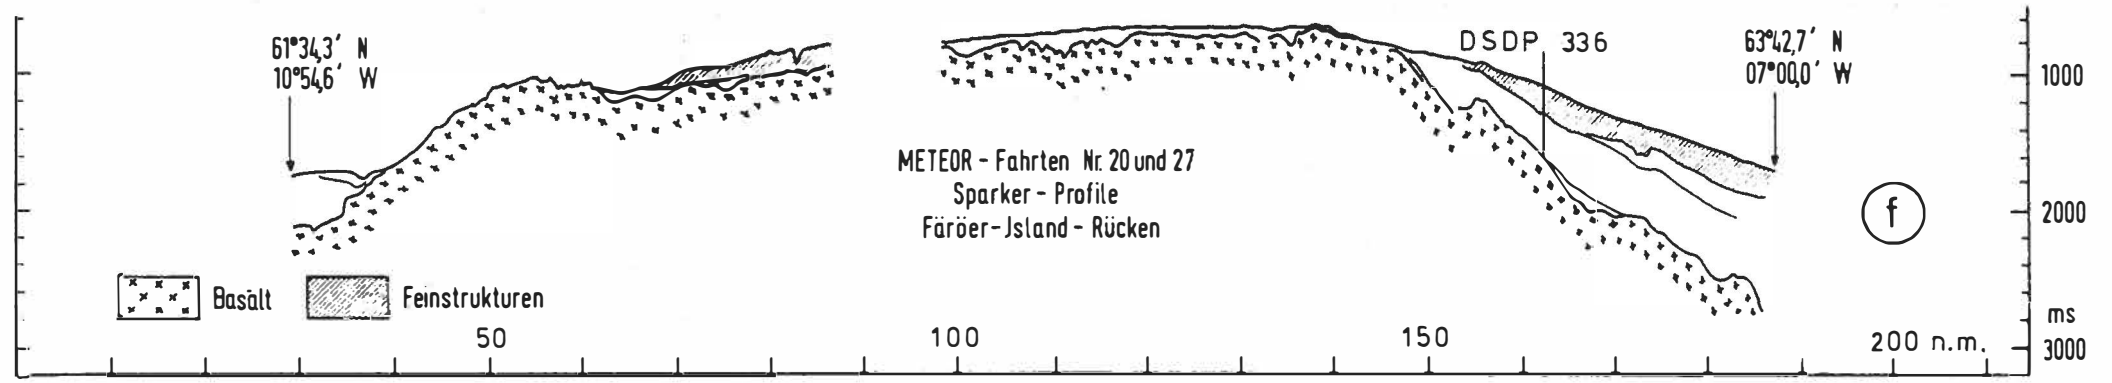 61°34,3′ N
10°54,6′ W
DSDP 336
63°42,7′ N
07°00,0′ W
1000
METEOR - Fahrten Nr. 20 und 27
Sparker - Profile
Färöer-Jsland - Rücken
f
2000
Basält
Feinstrukturen
ms
50
100
150
200 n.m.
3000